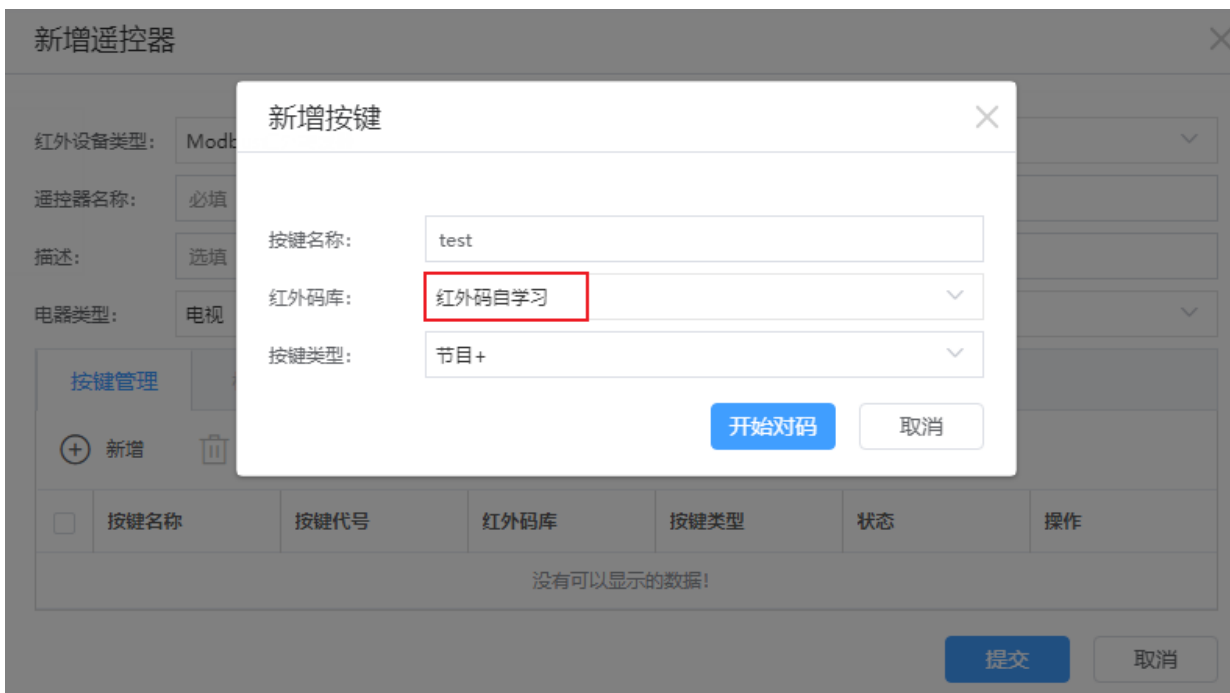 新增遥控器
新增按键
红外设备类型: Modb
遥控器名称: 必填
按键名称: test
描述: 选填
红外码库: 红外码自学习
电器类型: 电视
按键类型: 节目+
按键管理
开始对码 取消
新增
按键名称 按键代号 红外码库 按键类型 状态 操作
没有可以显示的数据!
提交 取消